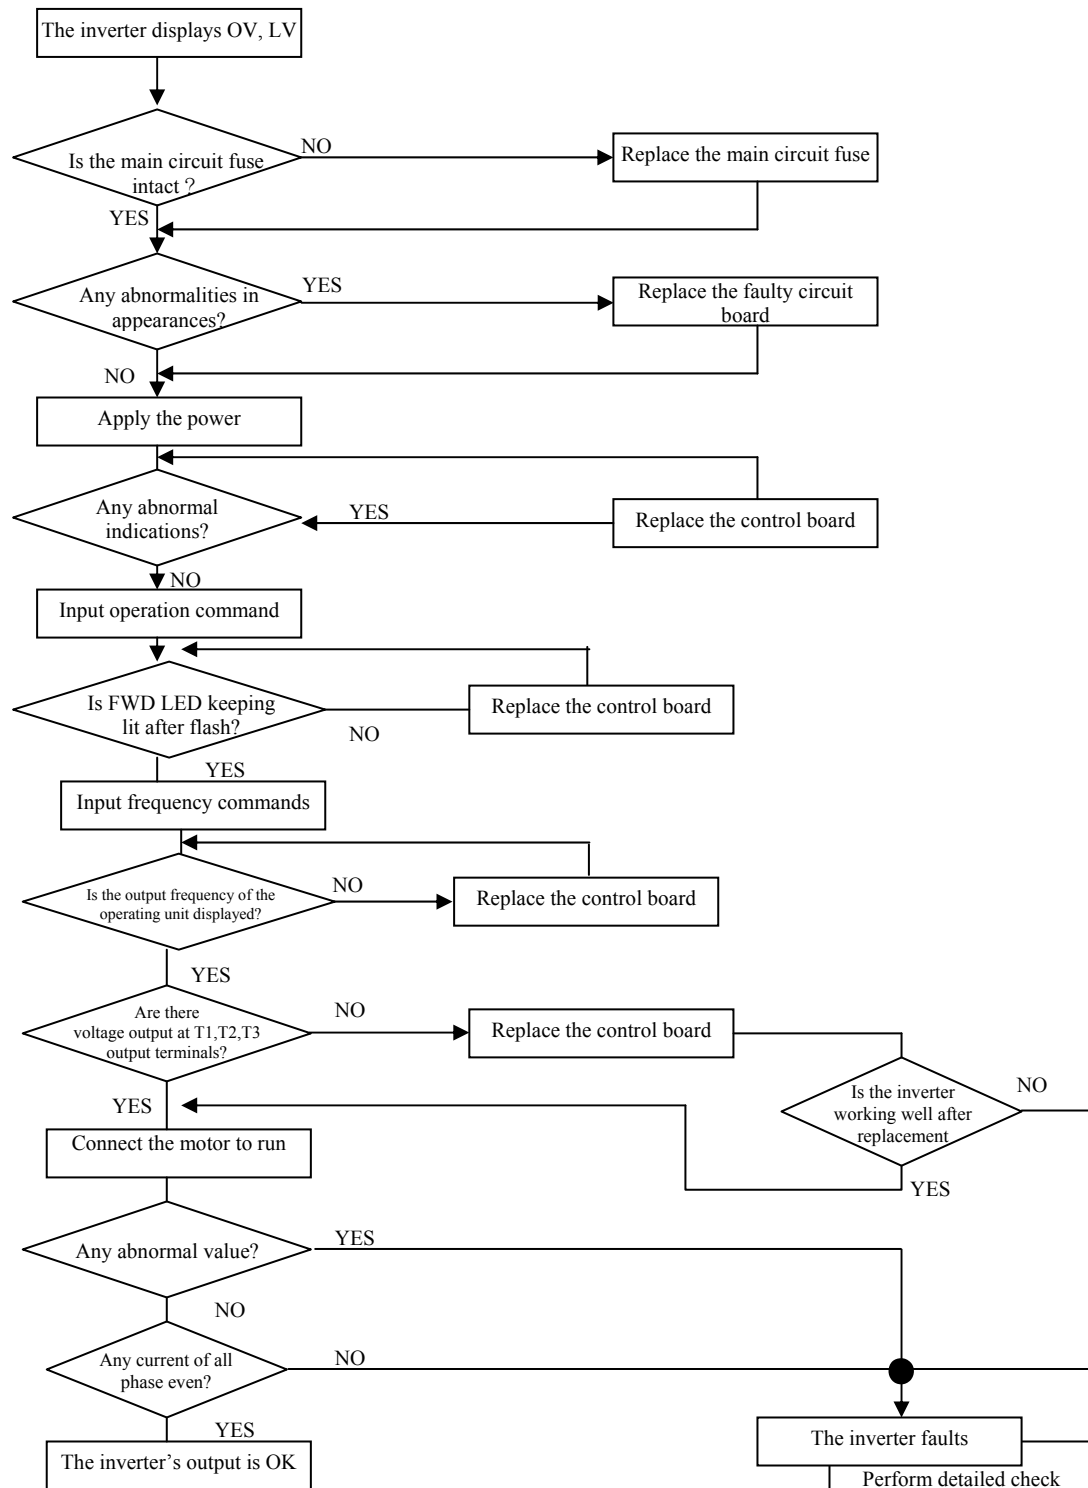 The inverter displays OV, LV
Is the main circuit fuse
intact ?
NO
Replace the main circuit fuse
YES
Any abnormalities in
appearances?
YES
Replace the faulty circuit
board
NO
Apply the power
Any abnormal
indications?
YES
Replace the control board
NO
Input operation command
Is FWD LED keeping
lit after flash?
NO
Replace the control board
YES
Input frequency commands
Is the output frequency of the
operating unit displayed?
NO
Replace the control board
YES
Are there
voltage output at T1,T2,T3
output terminals?
NO
Replace the control board
Is the inverter
working well after
replacement
NO
YES
YES
Connect the motor to run
Any abnormal value?
YES
NO
Any current of all
phase even?
NO
YES
The inverter’s output is OK
The inverter faults
Perform detailed check